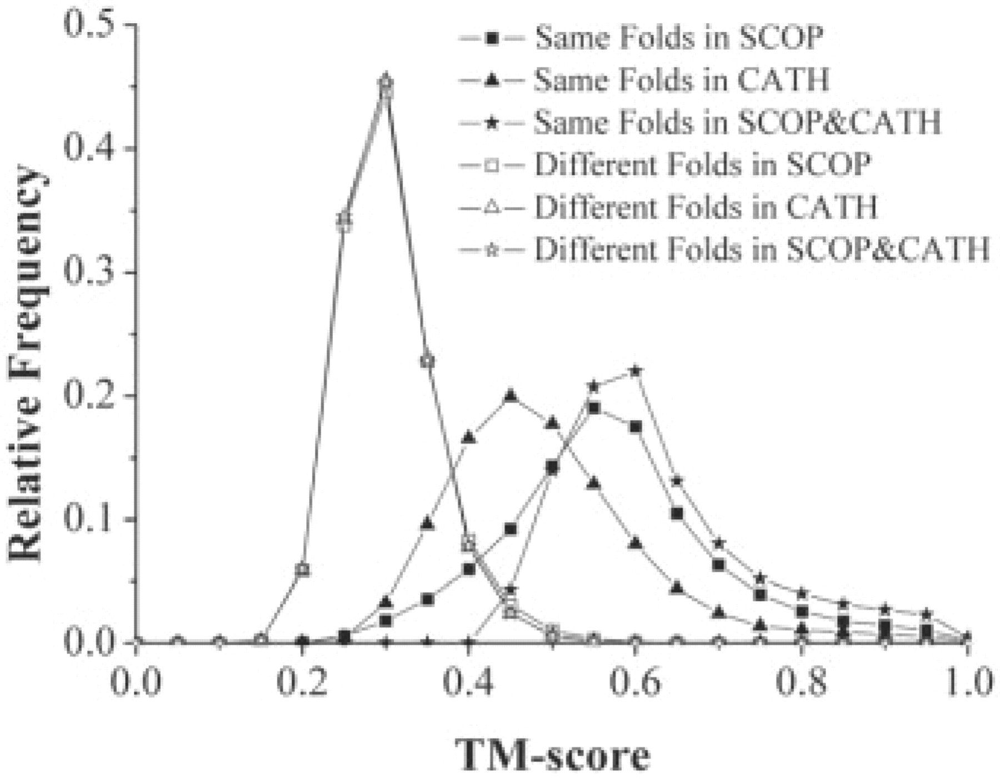 0.5
0.4
0.3
0.2
0.1
0.0
Relative Frequency
Same Folds in SCOP
Same Folds in CATH
Same Folds in SCOP&CATH
Different Folds in SCOP
Different Folds in CATH
Different Folds in SCOP&CATH
0.0 0.2 0.4 0.6 0.8 1.0
TM-score